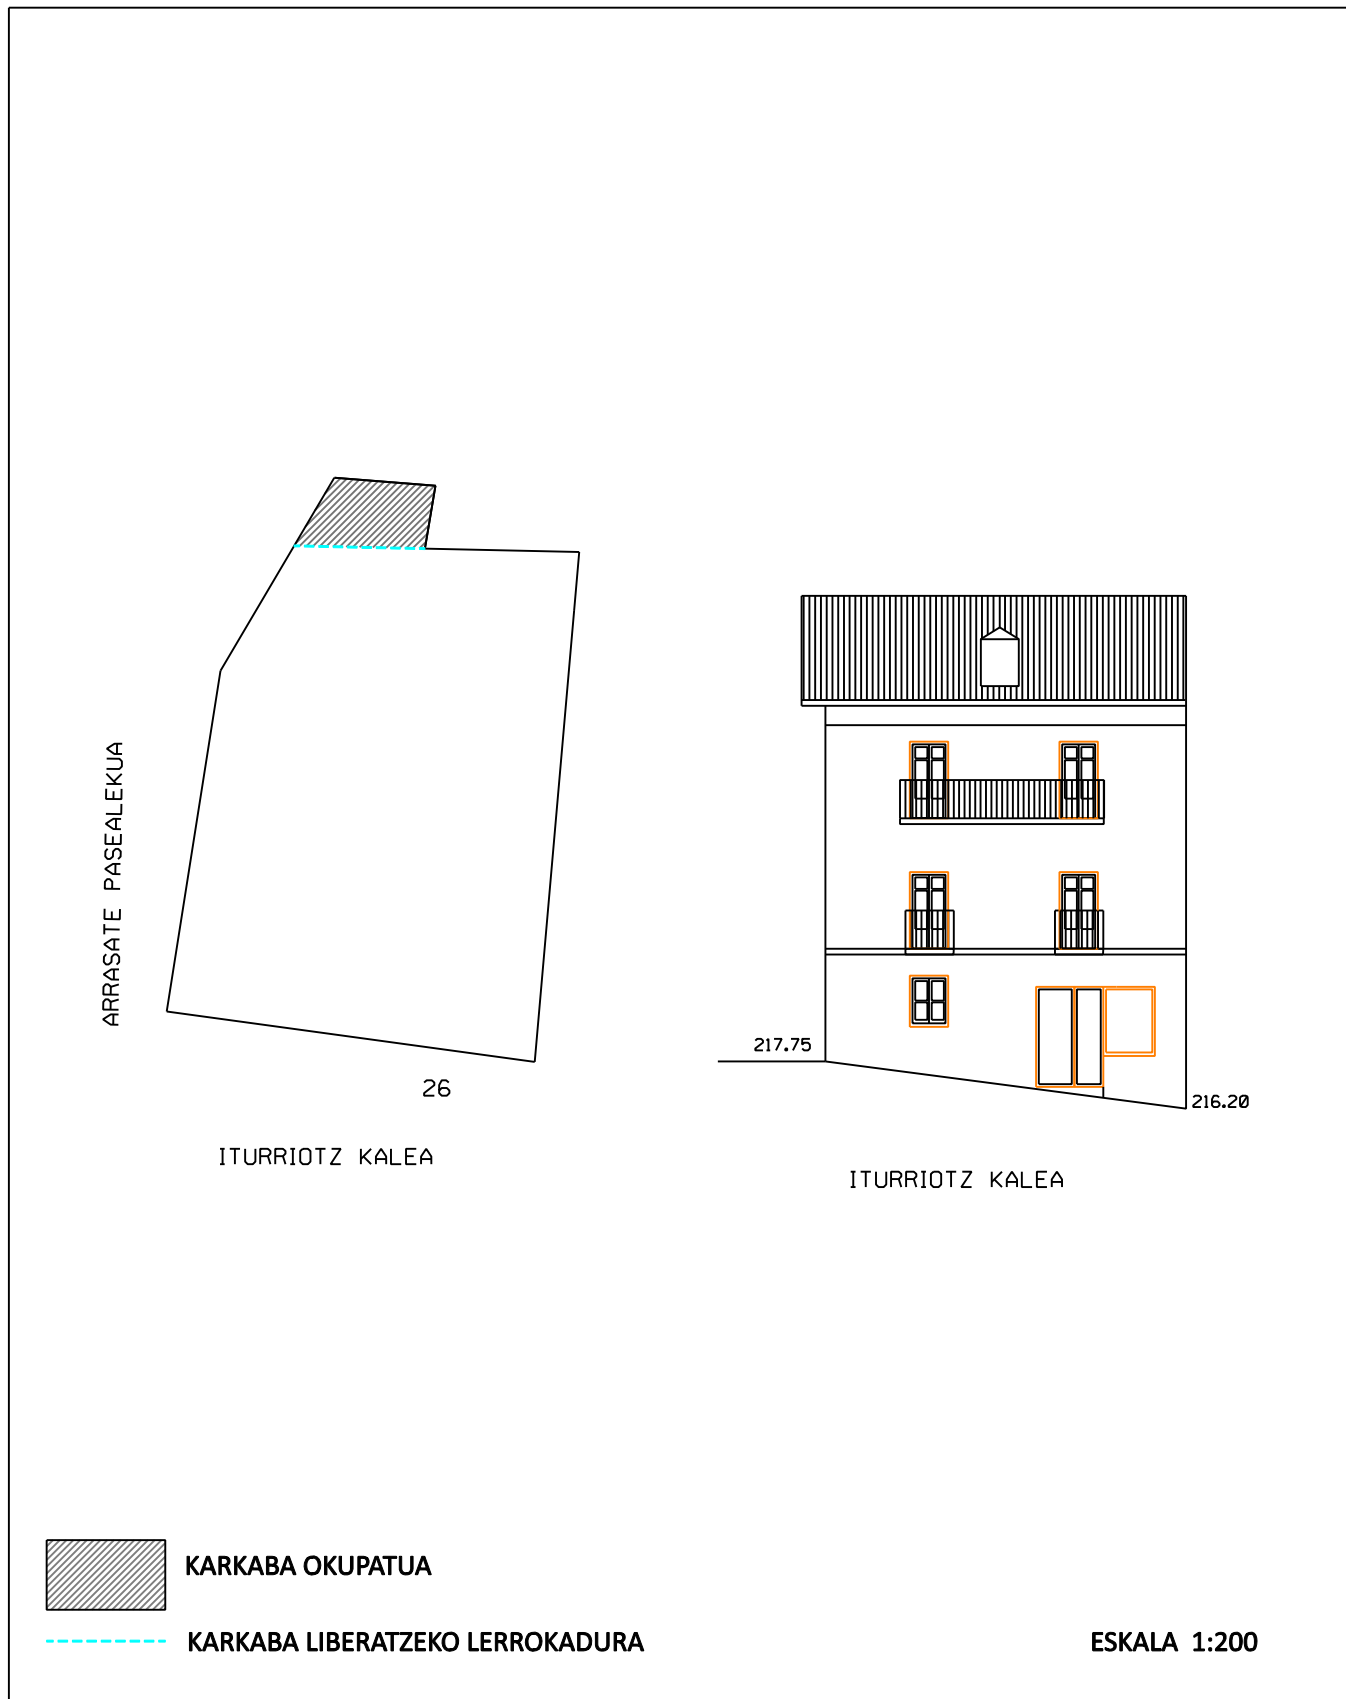 ARRASATE PASEALEKUA
26
ITURRIOTZ KALEA
217.75
216.20
ITURRIOTZ KALEA
KARKABA OKUPATUA
KARKABA LIBERATZEKO LERROKADURA
ESKALA 1:200